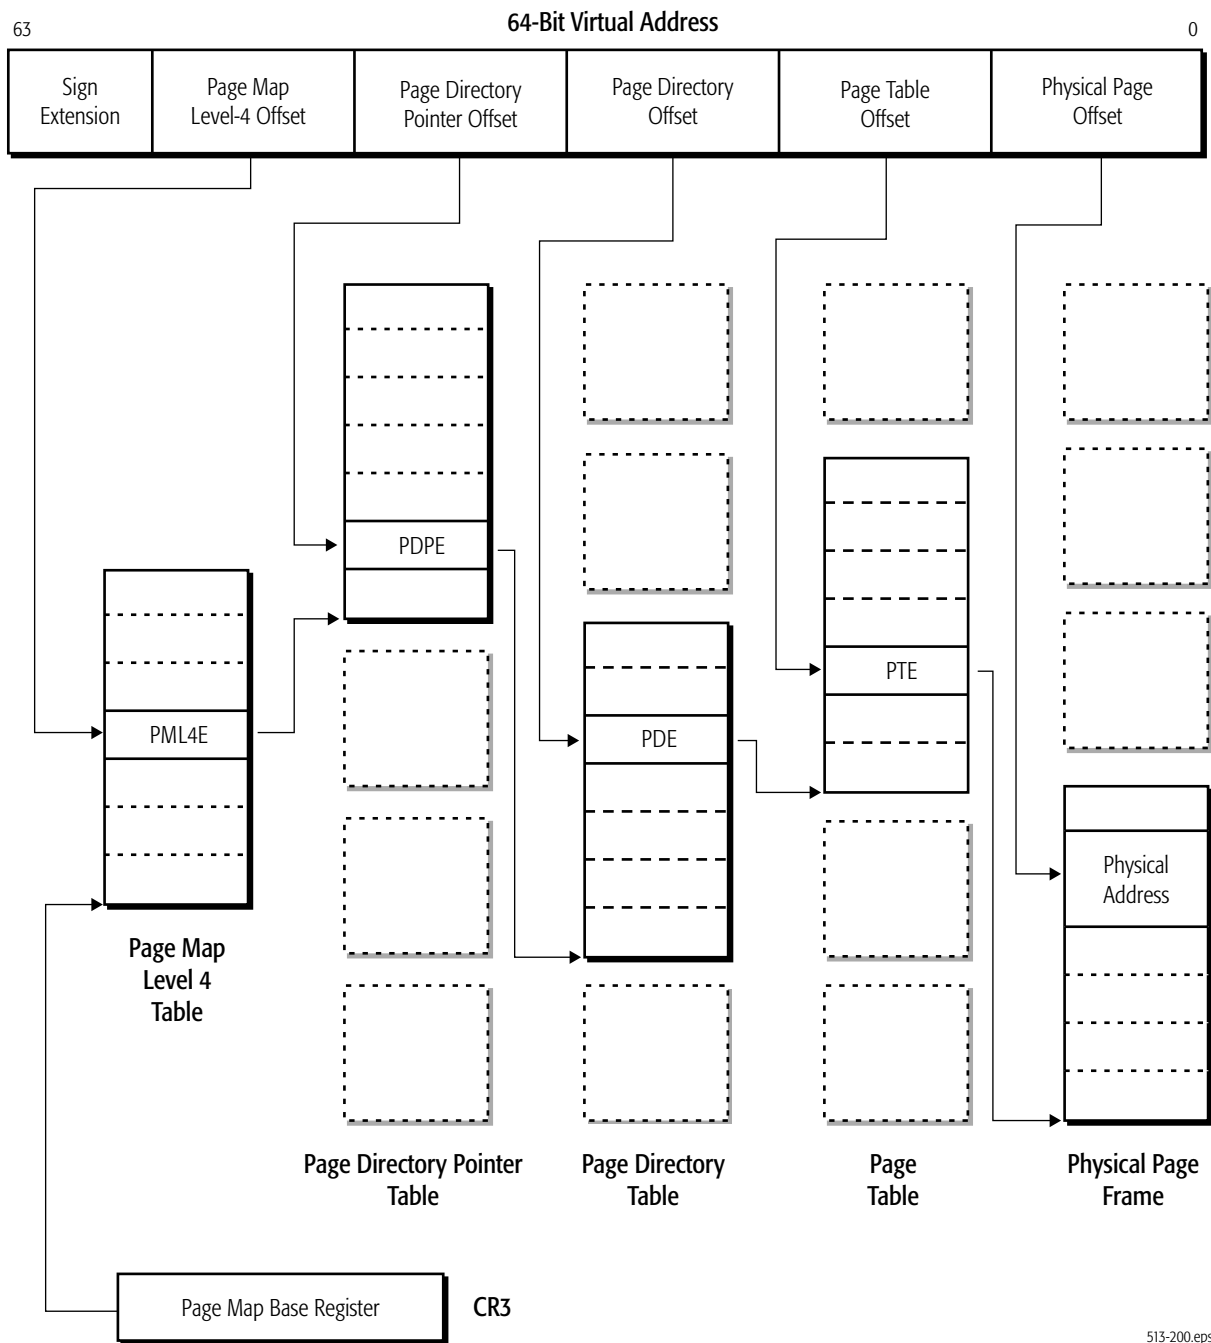 64-Bit Virtual Address
63
0
Sign
Extension
Page Map
Level-4 Offset
Page Directory
Pointer Offset
Page Directory
Offset
Page Table
Offset
Physical Page
Offset
PDPE
PTE
PML4E
PDE
Physical
Address
Page Map
Level 4
Table
Page Directory Pointer
Table
Page Directory
Table
Page
Table
Physical Page
Frame
Page Map Base Register
CR3
513-200.eps